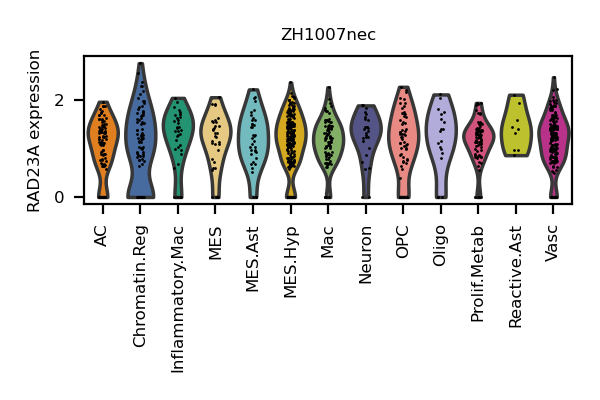 ZH1007nec
RAD23A expression
2
0
AC
Chromatin.Reg
Inflammatory.Mac
MES
MES.Ast
MES.Hyp
Mac
Neuron
OPC
Oligo
Prolif.Metab
Reactive.Ast
Vasc